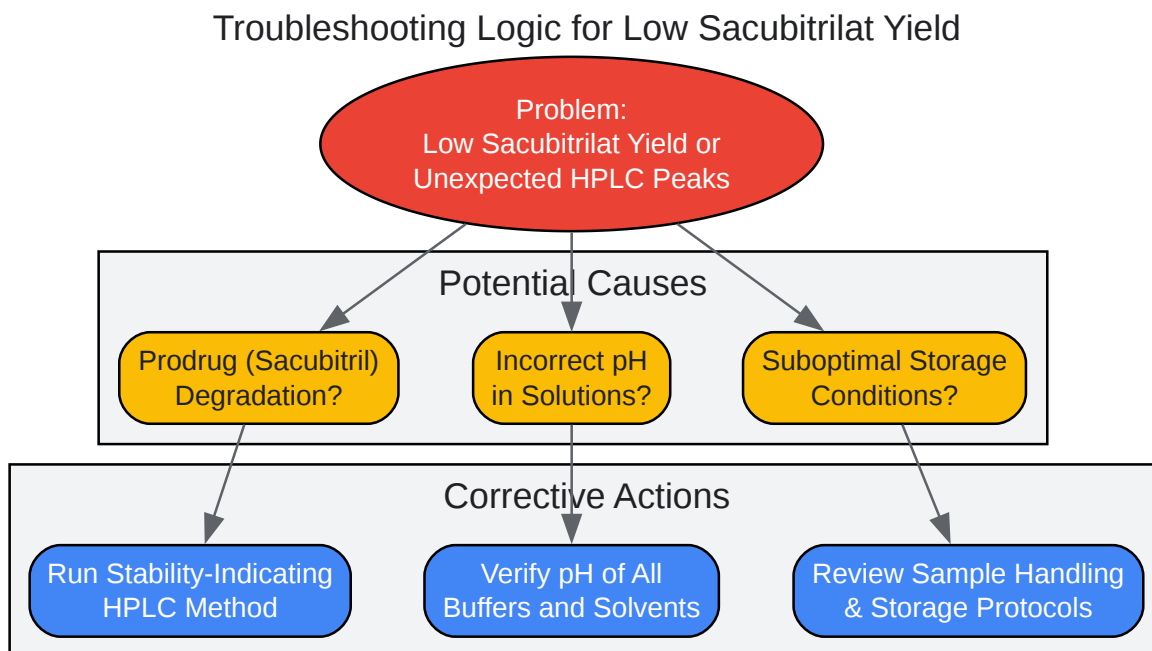 Troubleshooting Logic for Low Sacubitrilat Yield
Problem:
Low Sacubitrilat Yield or
Unexpected HPLC Peaks
Potential Causes
Prodrug (Sacubitril)
Degradation?
Incorrect pH
in Solutions?
Suboptimal Storage
Conditions?
Corrective Actions
Run Stability-Indicating
HPLC Method
Verify pH of All
Buffers and Solvents
Review Sample Handling
& Storage Protocols